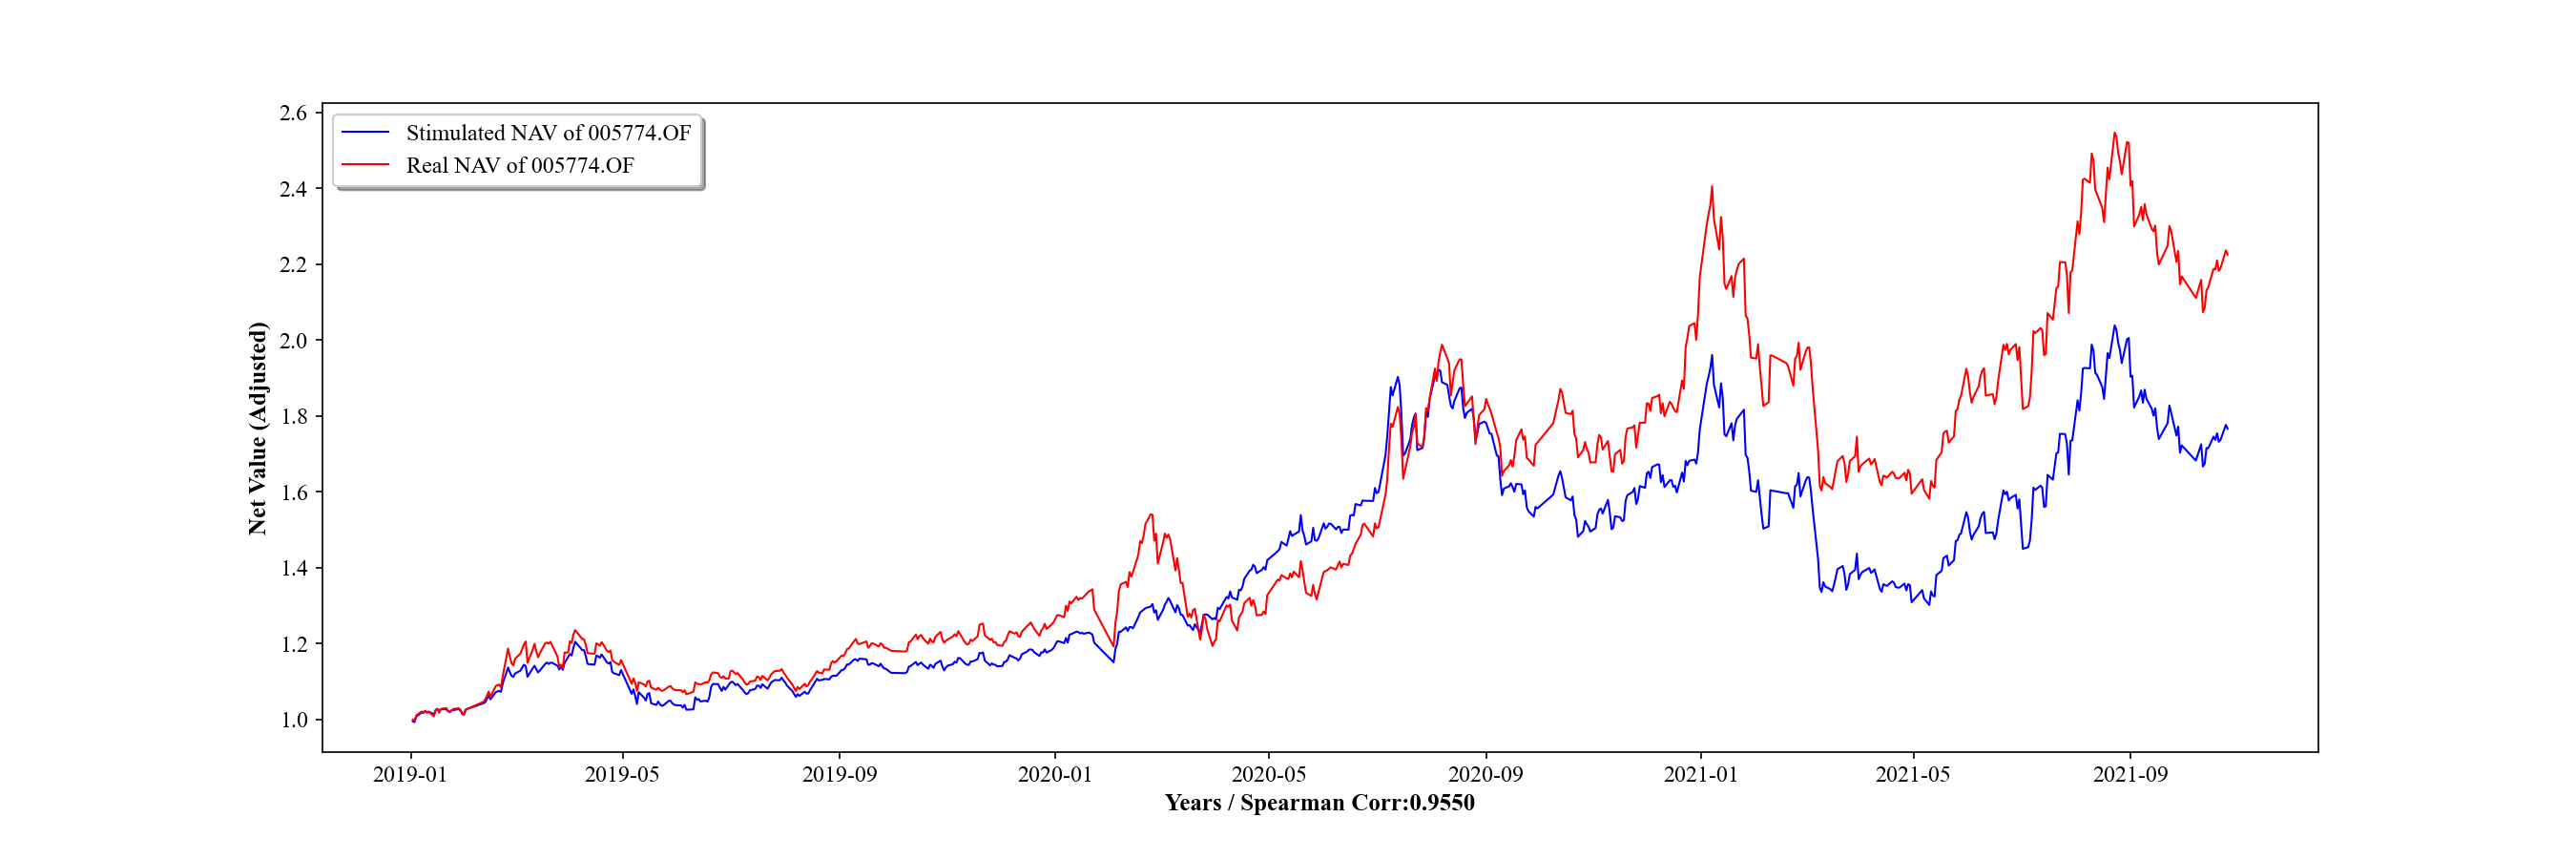 Stimulated NAV of 005774.OF
Real NAV of 005774.OF
2.6
2.4
2.2
2.0
1.8
1.6
1.4
1.2
1.0
Net Value (Adjusted)
2019-01 2019-05 2019-09 2020-01 2020-05 2020-09 2021-01 2021-05 2021-09
Years / Spearman Corr:0.9550